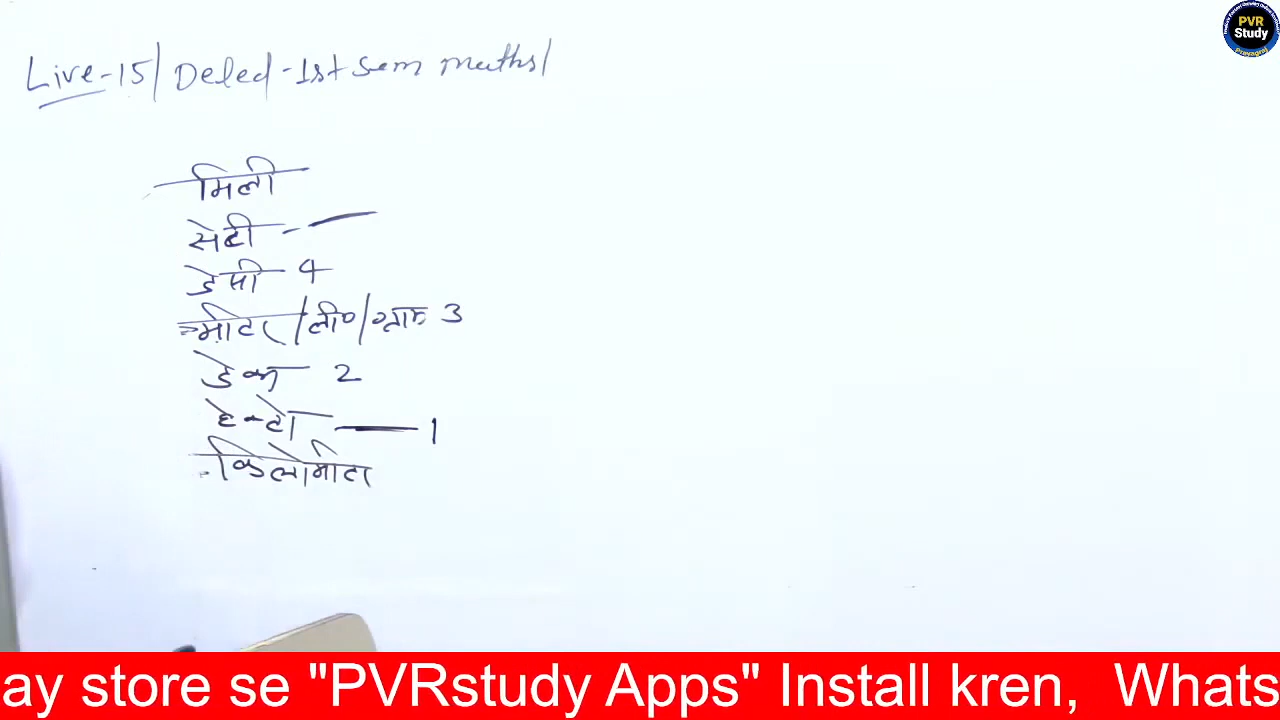 PVR
Study
Prayagraj
Live-15/ Deled-1st Sem Maths/
मिली
सेटी -
डेसी 4
मीटर /ली०/ग्राम 3
डेका 2
हेक्टो — 1
किलोमीटर
ay store se "PVRstudy Apps" Install kren, Whats